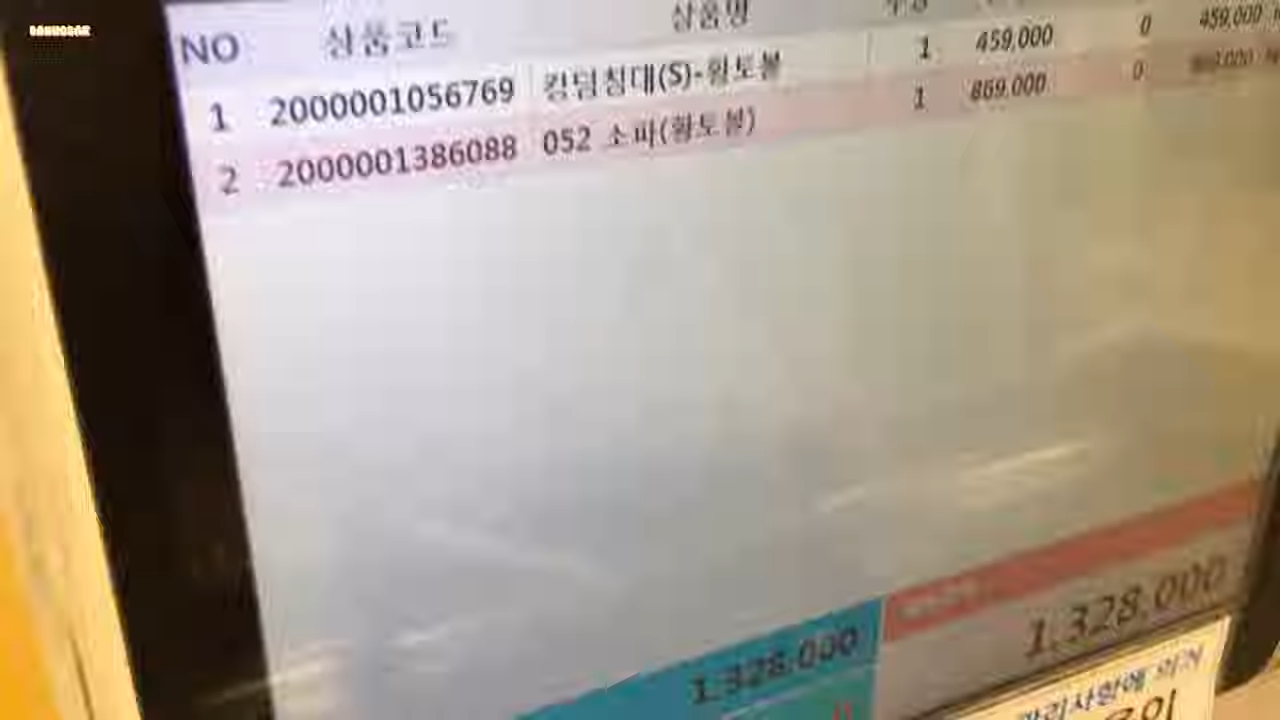 NO 상품코드 상품명
1 2000001056769 킹덤침대(S)-황토볼 1 459,000 0 459,000
2 2000001386088 052 소파(황토볼) 1 869,000 0
1,328,000
1,328,000